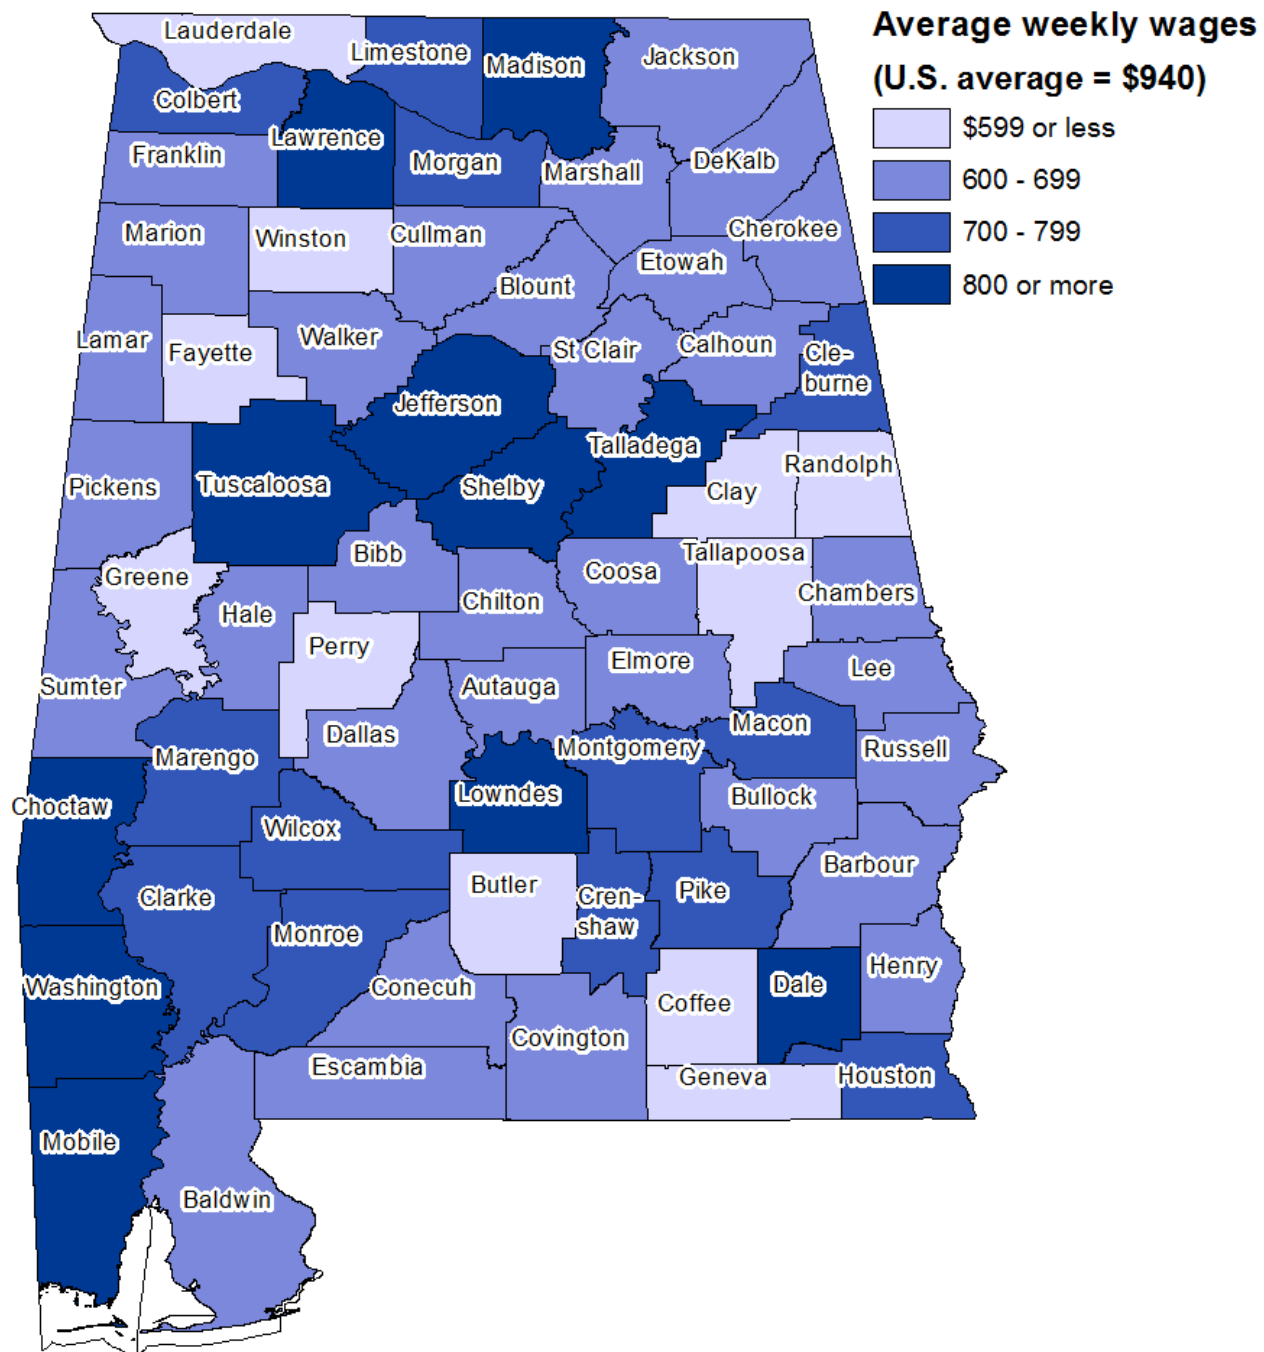 Average weekly wages
(U.S. average = $940)
$599 or less
600 - 699
700 - 799
800 or more
Lauderdale
Limestone
Madison
Jackson
Colbert
Lawrence
Franklin
Morgan
Marshall
DeKalb
Marion
Winston
Cullman
Cherokee
Etowah
Blount
Lamar
Fayette
Walker
St Clair
Calhoun
Cle-
burne
Jefferson
Talladega
Randolph
Pickens
Tuscaloosa
Shelby
Clay
Greene
Bibb
Tallapoosa
Coosa
Chambers
Hale
Chilton
Perry
Elmore
Lee
Sumter
Autauga
Dallas
Macon
Marengo
Montgomery
Russell
Choctaw
Lowndes
Bullock
Wilcox
Barbour
Clarke
Butler
Cren-
shaw
Pike
Monroe
Henry
Washington
Conecuh
Coffee
Dale
Covington
Escambia
Geneva
Houston
Mobile
Baldwin